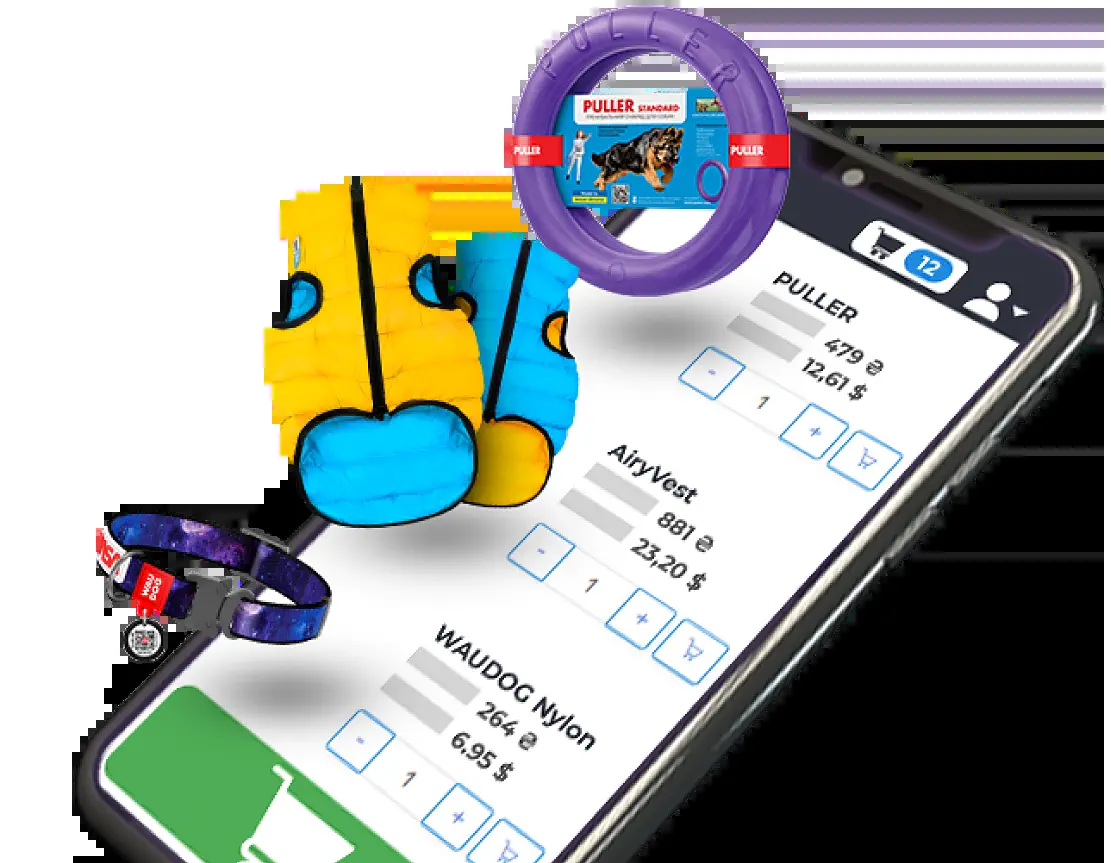 PULLER
PULLER STANDARD
PULLER
PULLER
12
PULLER
479 ₴
12,61 $
- 1 +
AiryVest
881 ₴
23,20 $
- 1 +
WAU
DOG
WAUDOG Nylon
264 ₴
6,95 $
- 1 +